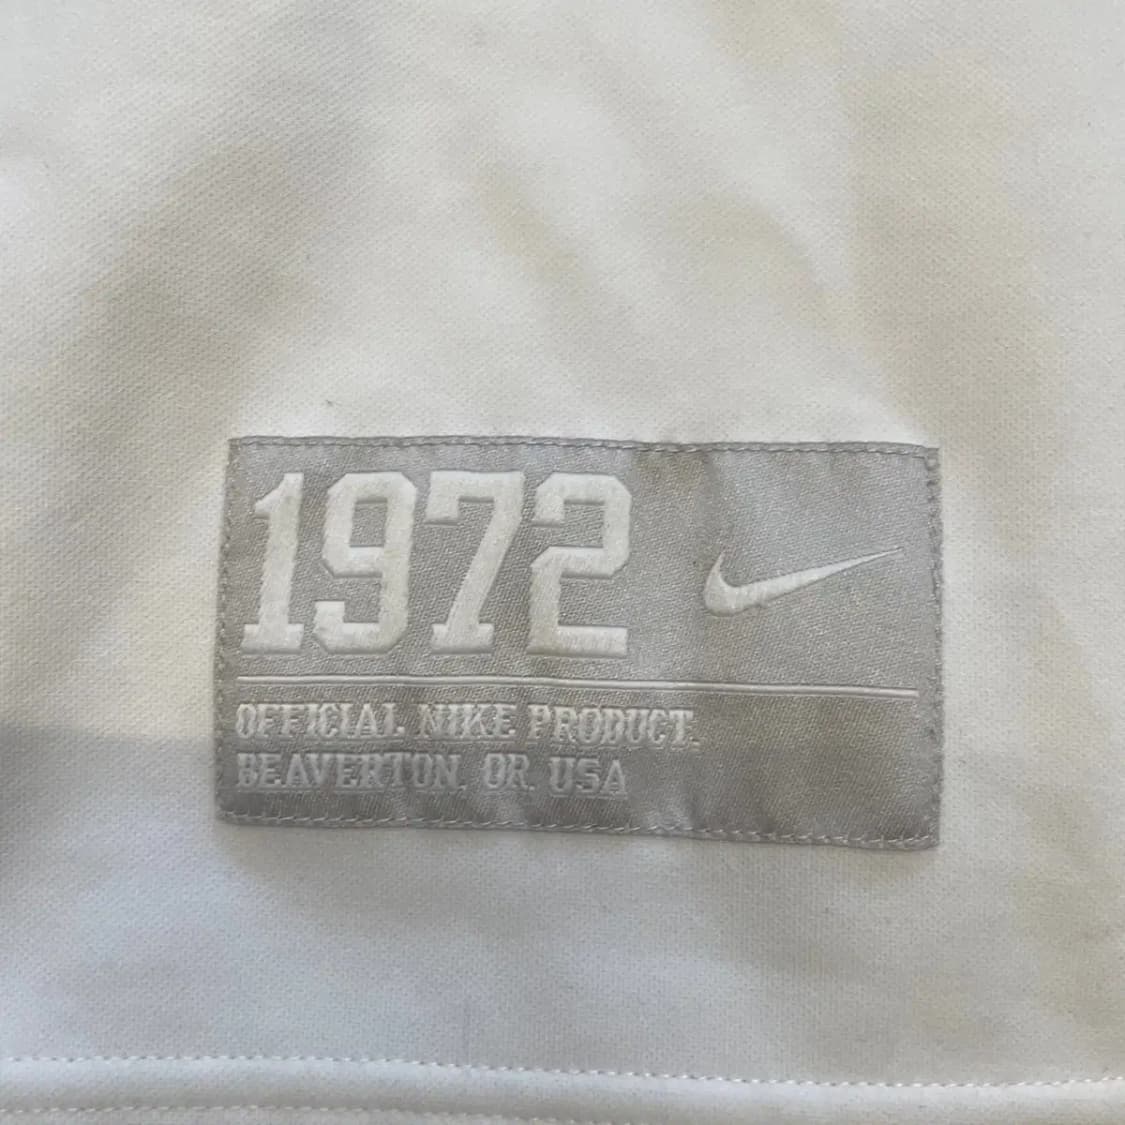 1972
OFFICIAL NIKE PRODUCT.
BEAVERTON, OR. USA